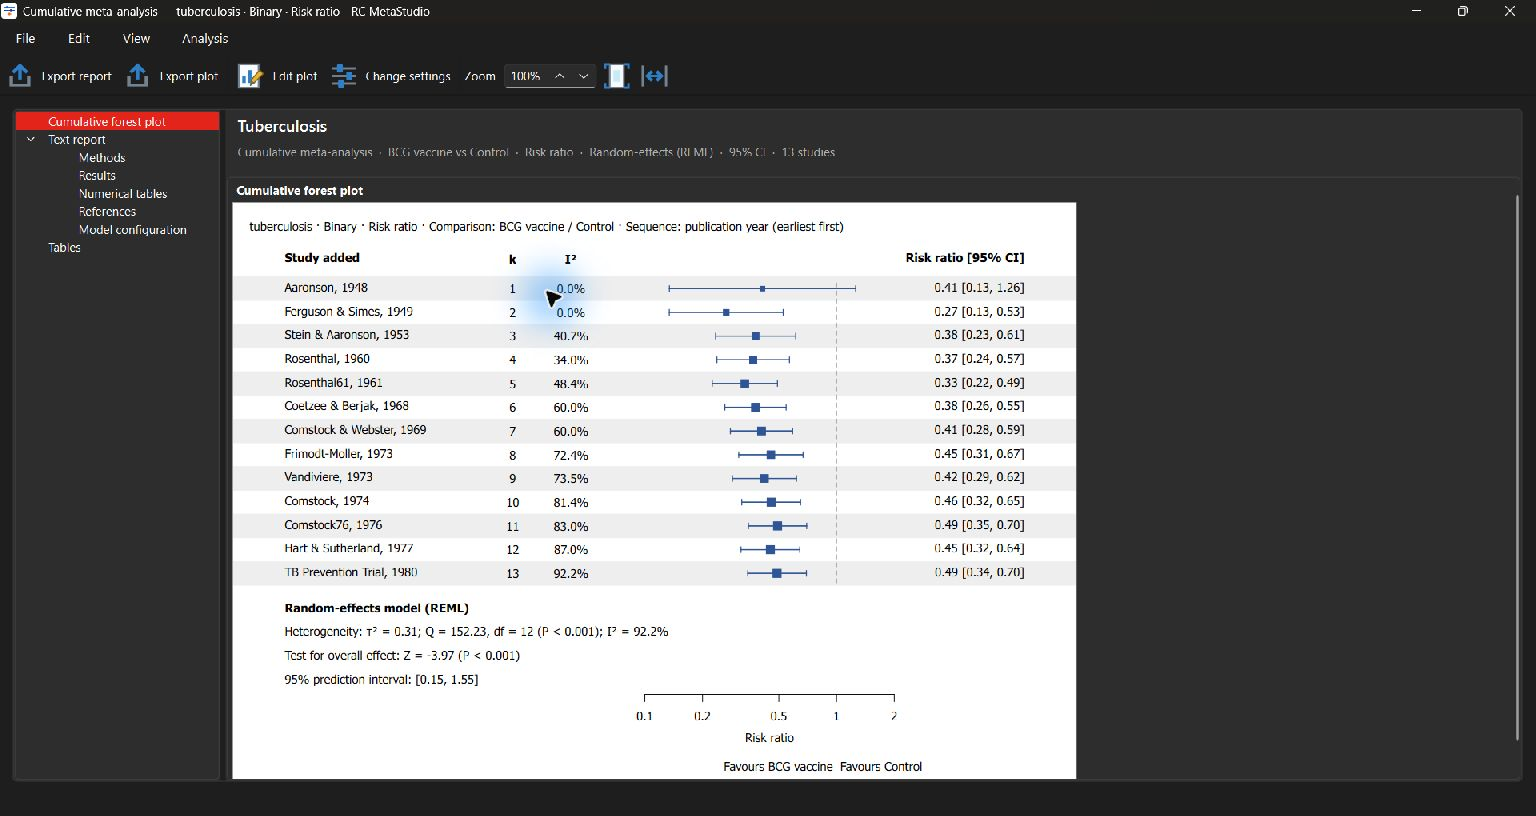 Cumulative meta-analysis  tuberculosis · Binary · Risk ratio  RC MetaStudio
File  Edit  View  Analysis
Export report  Export plot  Edit plot  Change settings  Zoom  100%
Cumulative forest plot
Text report
Methods
Results
Numerical tables
References
Model configuration
Tables
Tuberculosis
Cumulative meta-analysis · BCG vaccine vs Control · Risk ratio · Random-effects (REML) · 95% CI · 13 studies
Cumulative forest plot
tuberculosis · Binary · Risk ratio · Comparison: BCG vaccine / Control · Sequence: publication year (earliest first)
Study added  k  I²  Risk ratio [95% CI]
Aaronson, 1948  1  0.0%  0.41 [0.13, 1.26]
Ferguson & Simes, 1949  2  0.0%  0.27 [0.13, 0.53]
Stein & Aaronson, 1953  3  40.7%  0.38 [0.23, 0.61]
Rosenthal, 1960  4  34.0%  0.37 [0.24, 0.57]
Rosenthal61, 1961  5  48.4%  0.33 [0.22, 0.49]
Coetzee & Berjak, 1968  6  60.0%  0.38 [0.26, 0.55]
Comstock & Webster, 1969  7  60.0%  0.41 [0.28, 0.59]
Frimodt-Moller, 1973  8  72.4%  0.45 [0.31, 0.67]
Vandiviere, 1973  9  73.5%  0.42 [0.29, 0.62]
Comstock, 1974  10  81.4%  0.46 [0.32, 0.65]
Comstock76, 1976  11  83.0%  0.49 [0.35, 0.70]
Hart & Sutherland, 1977  12  87.0%  0.45 [0.32, 0.64]
TB Prevention Trial, 1980  13  92.2%  0.49 [0.34, 0.70]
Random-effects model (REML)
Heterogeneity: τ² = 0.31; Q = 152.23, df = 12 (P < 0.001); I² = 92.2%
Test for overall effect: Z = -3.97 (P < 0.001)
95% prediction interval: [0.15, 1.55]
0.1  0.2  0.5  1  2
Risk ratio
Favours BCG vaccine  Favours Control